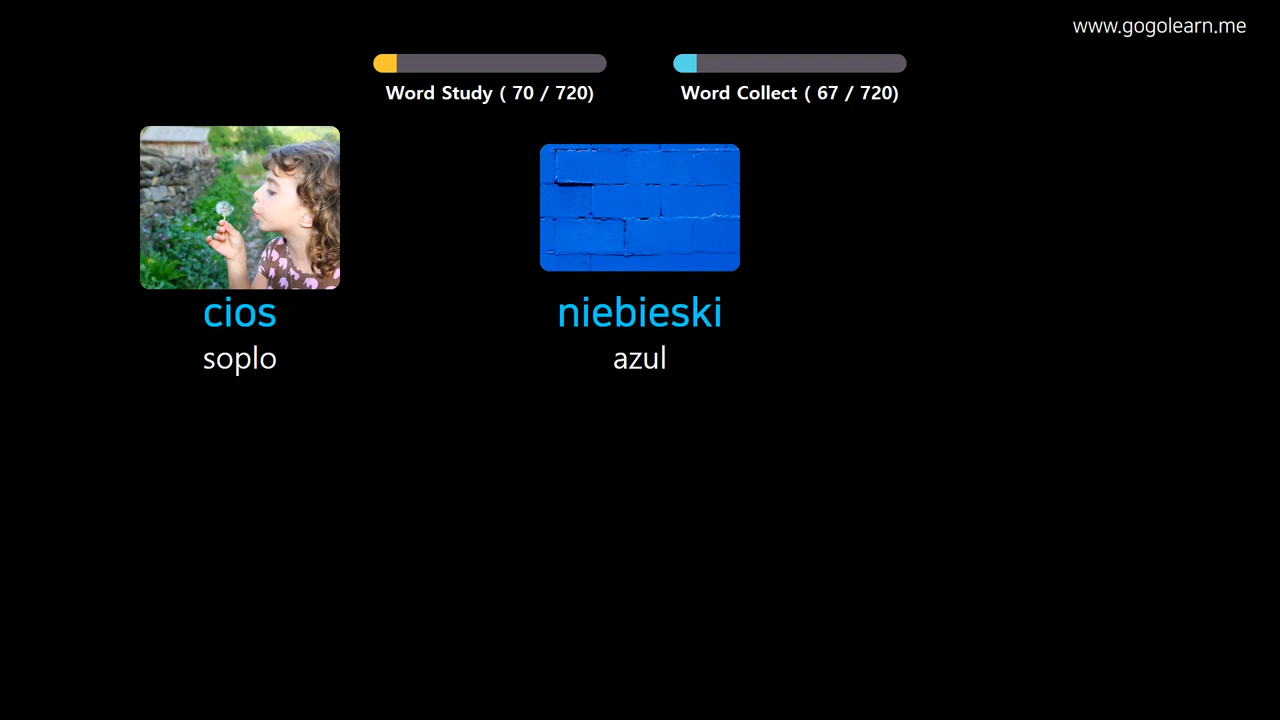 www.gogolearn.me
Word Study ( 70 / 720)
Word Collect ( 67 / 720)
cios
niebieski
soplo
azul